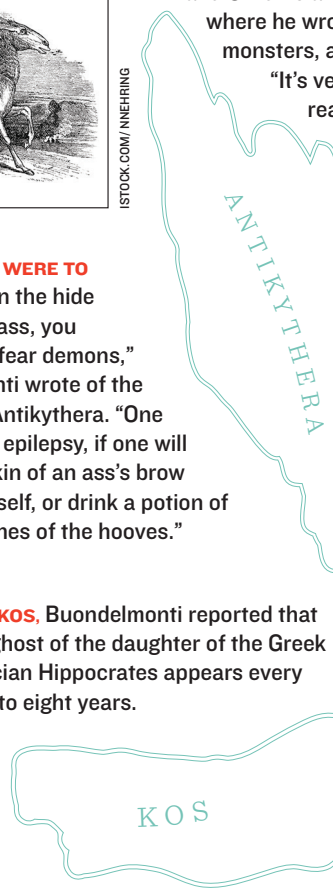 where he wro
monsters, a
"It's ve
rea
ISTOCK.COM/NNEHRING
ANTIKYTHERA
WERE TO
n the hide
ass, you
fear demons,"
nti wrote of the
Antikythera. "One
epilepsy, if one will
kin of an ass's brow
self, or drink a potion of
hes of the hooves."
KOS, Buondelmonti reported that
ghost of the daughter of the Greek
cian Hippocrates appears every
to eight years.
KOS